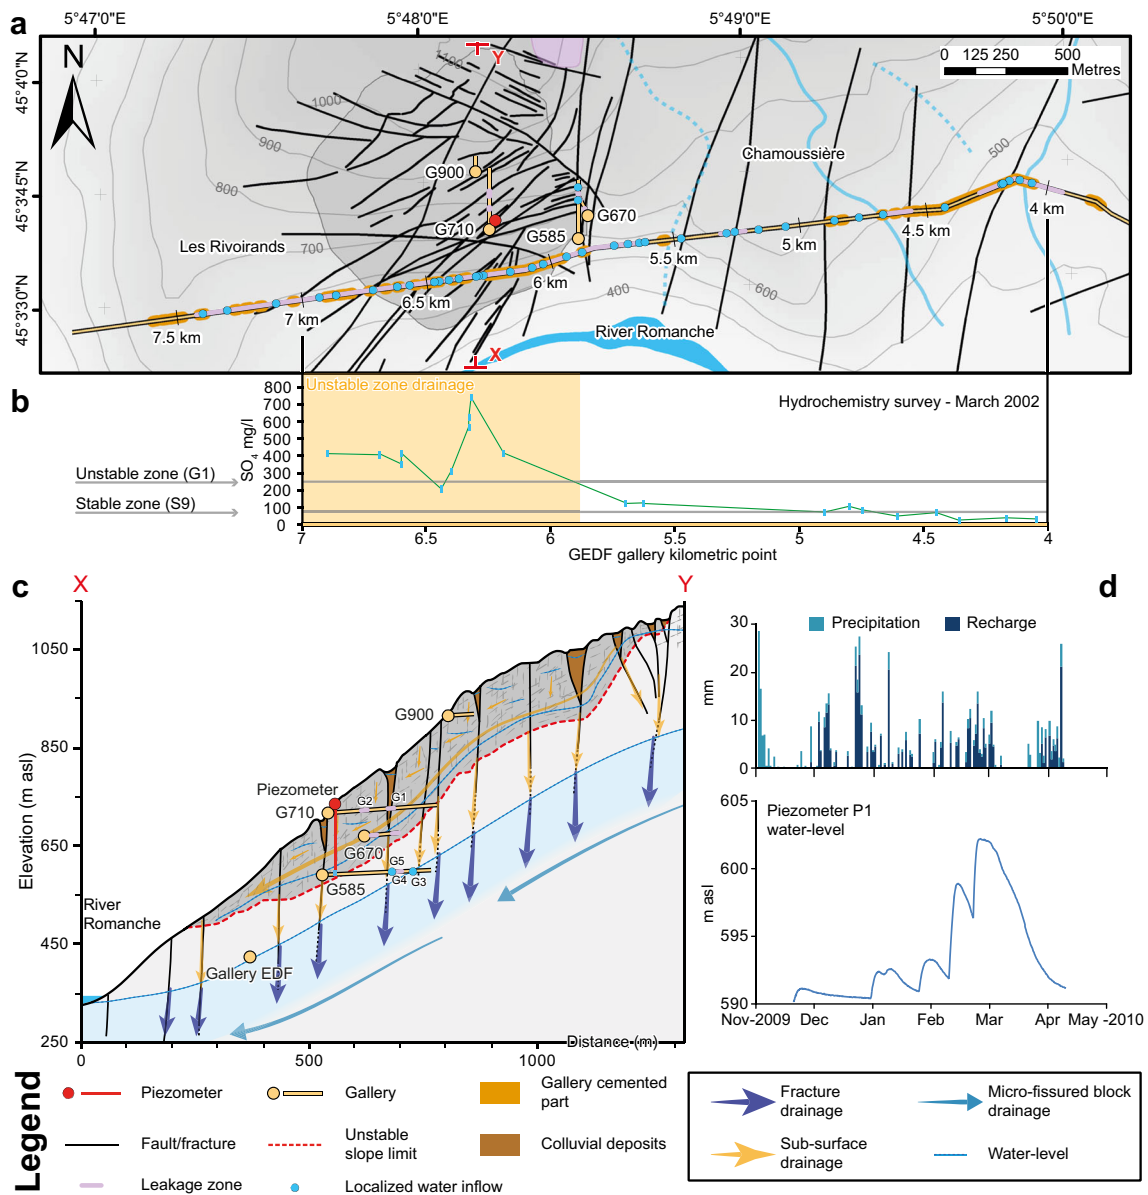 a
5°47'0"E
5°48'0"E
5°49'0"E
5°50'0"E
45°4'0"N
45°3'45"N
45°3'30"N
N
Y
0 125 250 500
Metres
1100
1000
900
800
700
600
500
400
Chamoussière
Les Rivoirands
G900
G710
G670
G585
4 km
4.5 km
5 km
5.5 km
6 km
6.5 km
7 km
7.5 km
River Romanche
X
b
Unstable zone drainage
Hydrochemistry survey - March 2002
SO4 mg/l
800
700
600
500
400
300
200
100
0
Unstable zone (G1)
Stable zone (S9)
7 6.5 6 5.5 5 4.5 4
GEDF gallery kilometric point
c
X
Y
Elevation (m asl)
1050
850
650
450
250
0 500 1000
Distance (m)
G900
Piezometer
G710
G2
G1
G670
G585
G5
G4
G3
River
Romanche
Gallery EDF
d
Precipitation
Recharge
mm
30
20
10
0
Piezometer P1
water-level
m asl
605
600
595
590
Nov-2009 Dec Jan Feb Mar Apr May -2010
Legend
Piezometer
Gallery
Gallery cemented
part
Fault/fracture
Unstable
slope limit
Colluvial deposits
Leakage zone
Localized water inflow
Fracture
drainage
Micro-fissured block
drainage
Sub-surface
drainage
Water-level